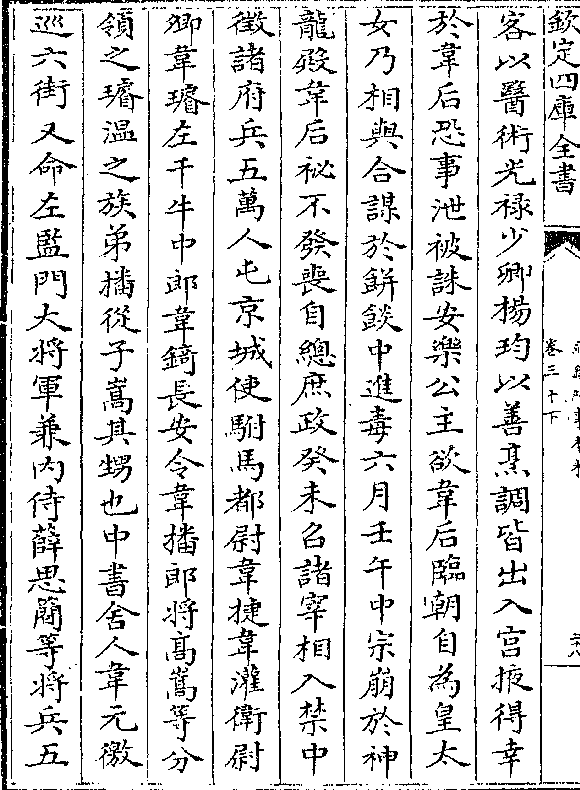 欽定四庫全書
卷三十下
客以醫術光祿少卿楊均以善烹調皆出入宮掖得幸
於韋后恐事泄被誅安樂公主欲韋后臨朝自為皇太
女乃相與合謀於餅餤中進毒六月壬午中宗崩於神
龍殿韋后祕不發喪自總庶政癸未召諸宰相入禁中
徵諸府兵五萬人屯京城使駙馬都尉韋捷韋灌衛尉
卿韋璿左千牛中郎韋錡長安令韋播郎將高嵩等分
領之璿温之族弟播從子嵩其甥也中書舍人韋元徼
巡六街又命左監門大將軍兼内侍薛思簡等將兵五